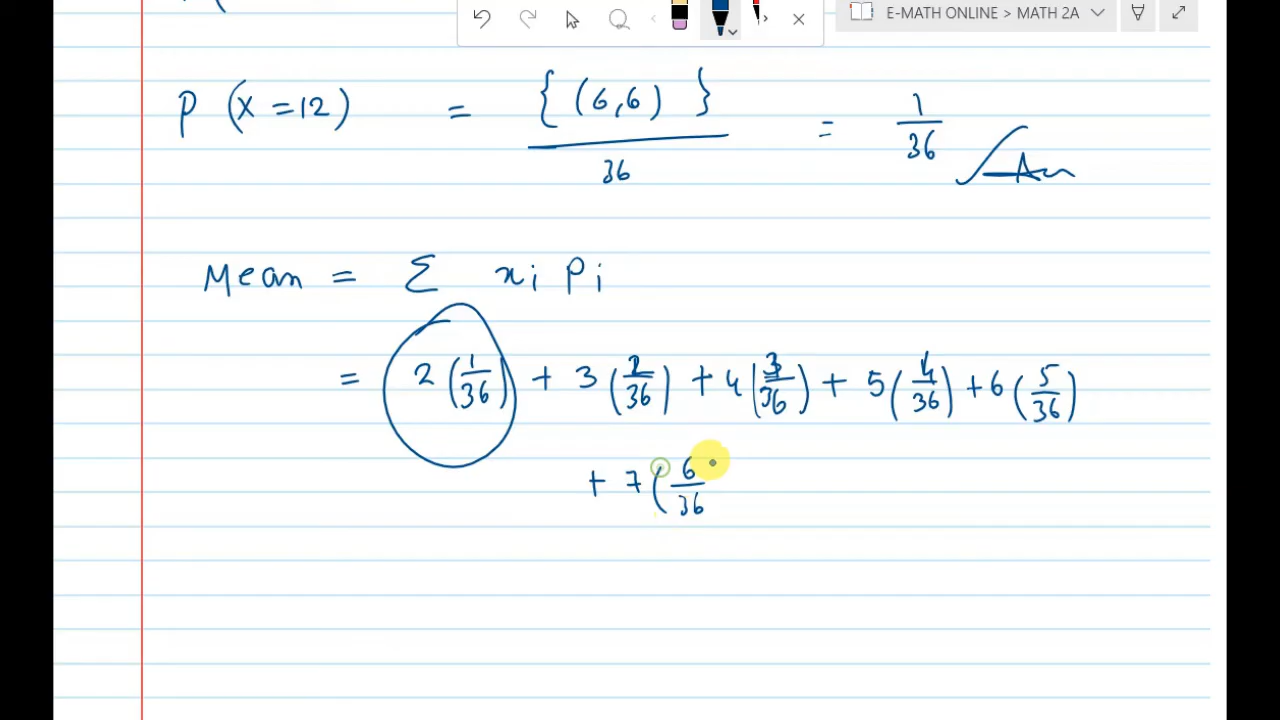 E-MATH ONLINE > MATH 2A
P (X = 12) = { (6,6) } / 36 = 1/36 An
Mean = Σ xi Pi
= 2 (1/36) + 3 (2/36) + 4 (3/36) + 5 (4/36) + 6 (5/36)
+ 7 (6/36